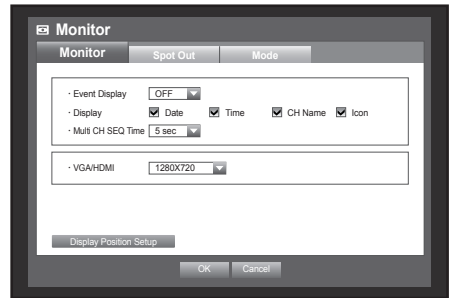 Monitor
Monitor Spot Out Mode
· Event Display OFF
· Display Date Time CH Name Icon
· Multi CH SEQ Time 5 sec
· VGA/HDMI 1280X720
Display Position Setup
OK Cancel